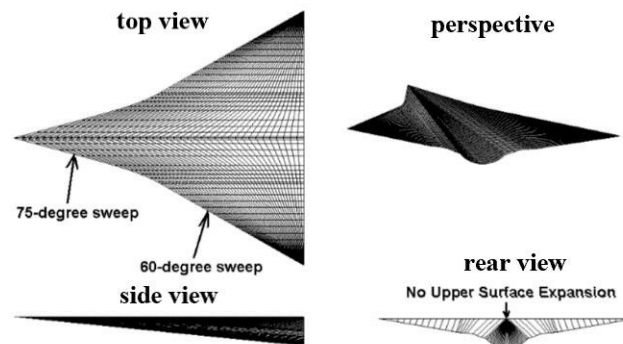 top view
perspective
75-degree sweep
60-degree sweep
side view
rear view
No Upper Surface Expansion